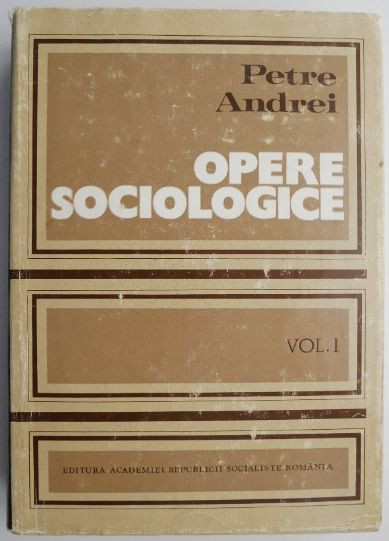 Petre
Andrei
OPERE
SOCIOLOGICE
VOL. I
EDITURA ACADEMIEI REPUBLICII SOCIALISTE ROMÂNIA